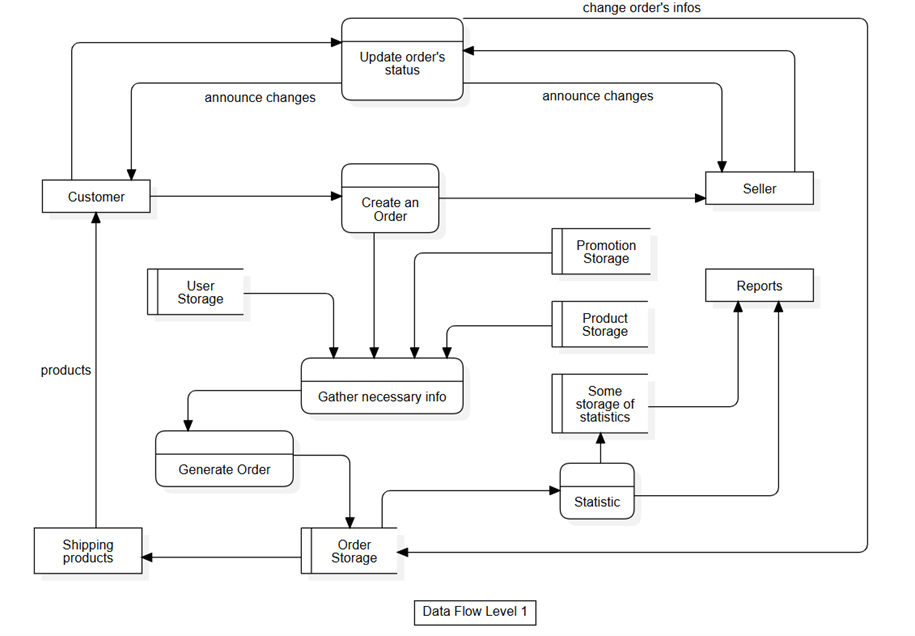 change order's infos
Update order's
status
announce changes
announce changes
Customer
Seller
Create an
Order
Promotion
Storage
User
Storage
Reports
Product
Storage
products
Gather necessary info
Some
storage of
statistics
Generate Order
Statistic
Shipping
products
Order
Storage
Data Flow Level 1